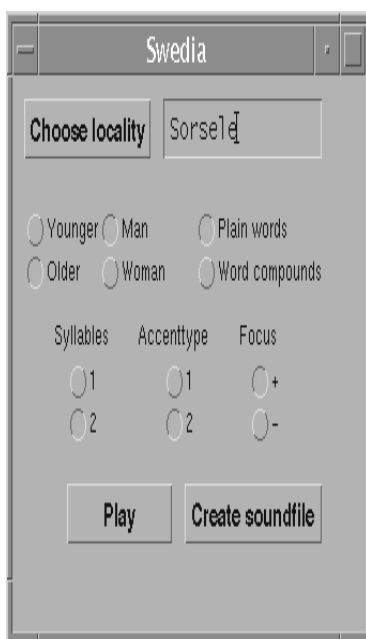 Swedia
Choose locality Sorsele
Younger Man Plain words
Older Woman Word compounds
Syllables Accenttype Focus
1 1 +
2 2 -
Play Create soundfile